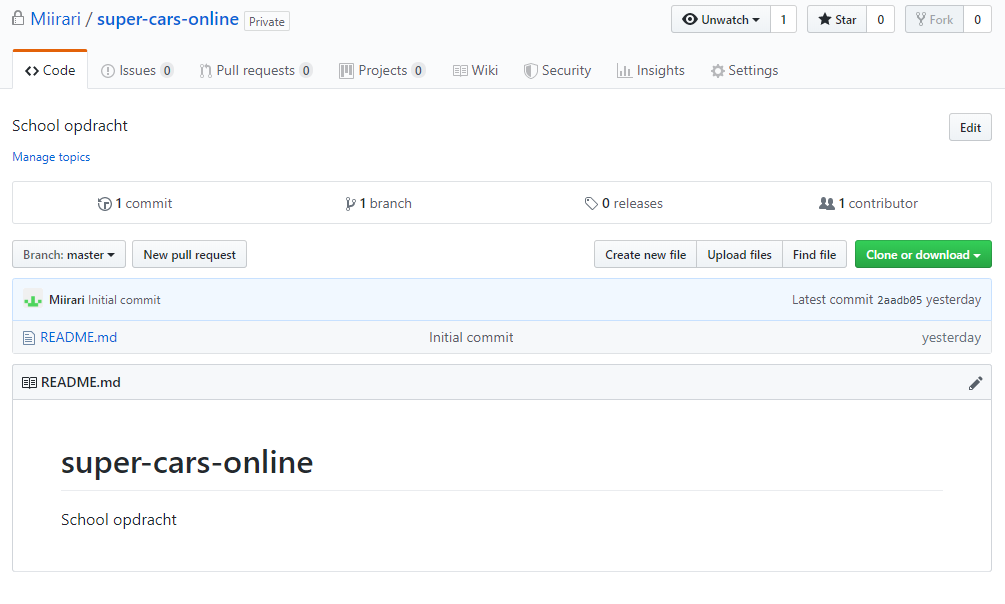 Miirari / super-cars-online Private Unwatch 1 Star 0 Fork 0
Code Issues 0 Pull requests 0 Projects 0 Wiki Security Insights Settings
School opdracht Edit
Manage topics
1 commit 1 branch 0 releases 1 contributor
Branch: master New pull request Create new file Upload files Find file Clone or download
Miirari Initial commit Latest commit 2aadb05 yesterday
README.md Initial commit yesterday
README.md
super-cars-online
School opdracht